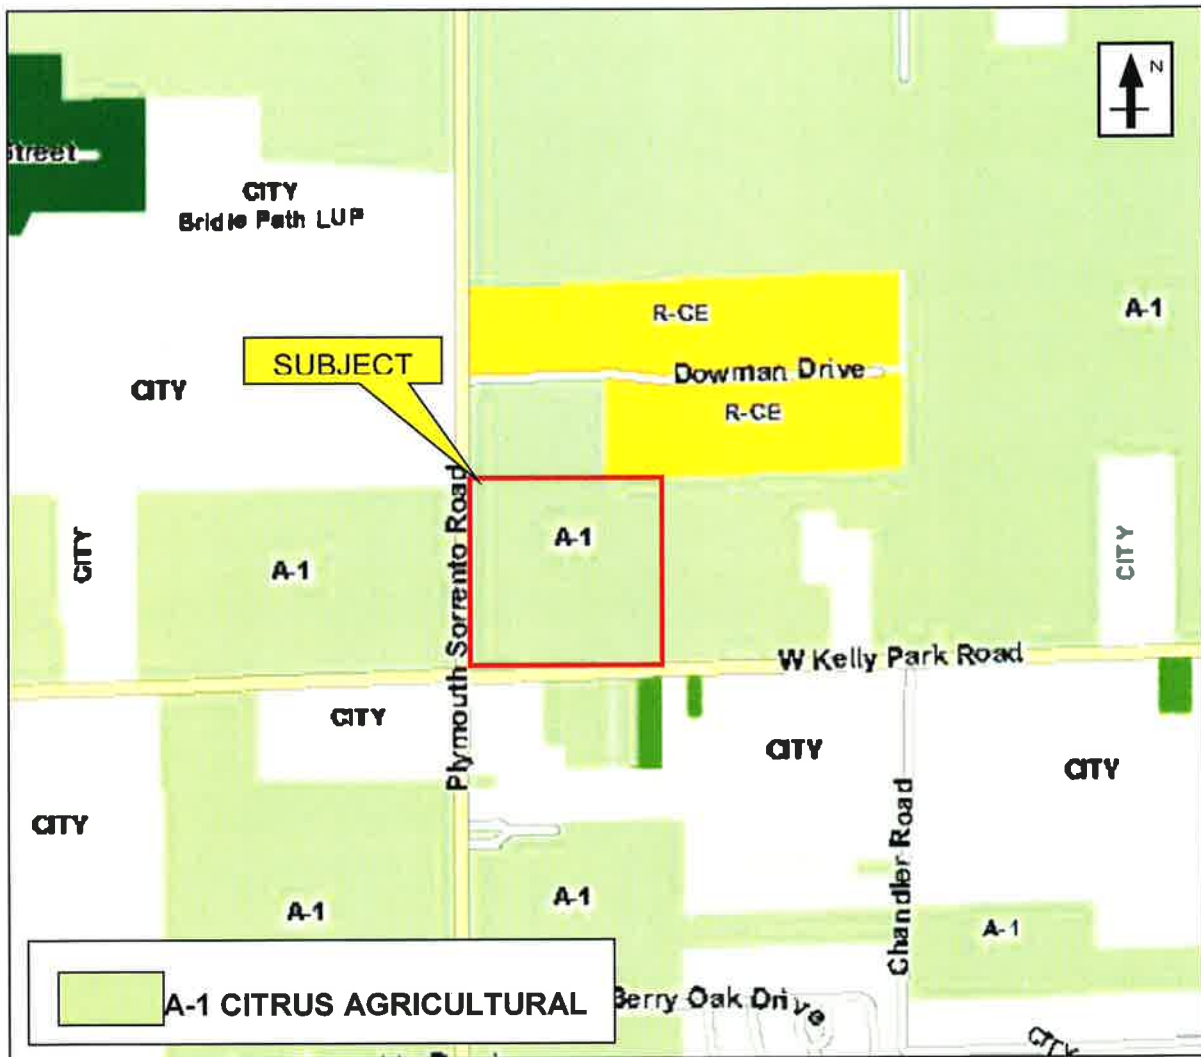 N
Street
CITY
Bridle Path LUP
R-CE
A-1
SUBJECT
Dowman Drive
CITY
R-CE
Plymouth Sorrento Road
A-1
CITY
A-1
CITY
W Kelly Park Road
CITY
CITY
CITY
CITY
Chandler Road
A-1
A-1
A-1
A-1 CITRUS AGRICULTURAL
Berry Oak Drive
CITY